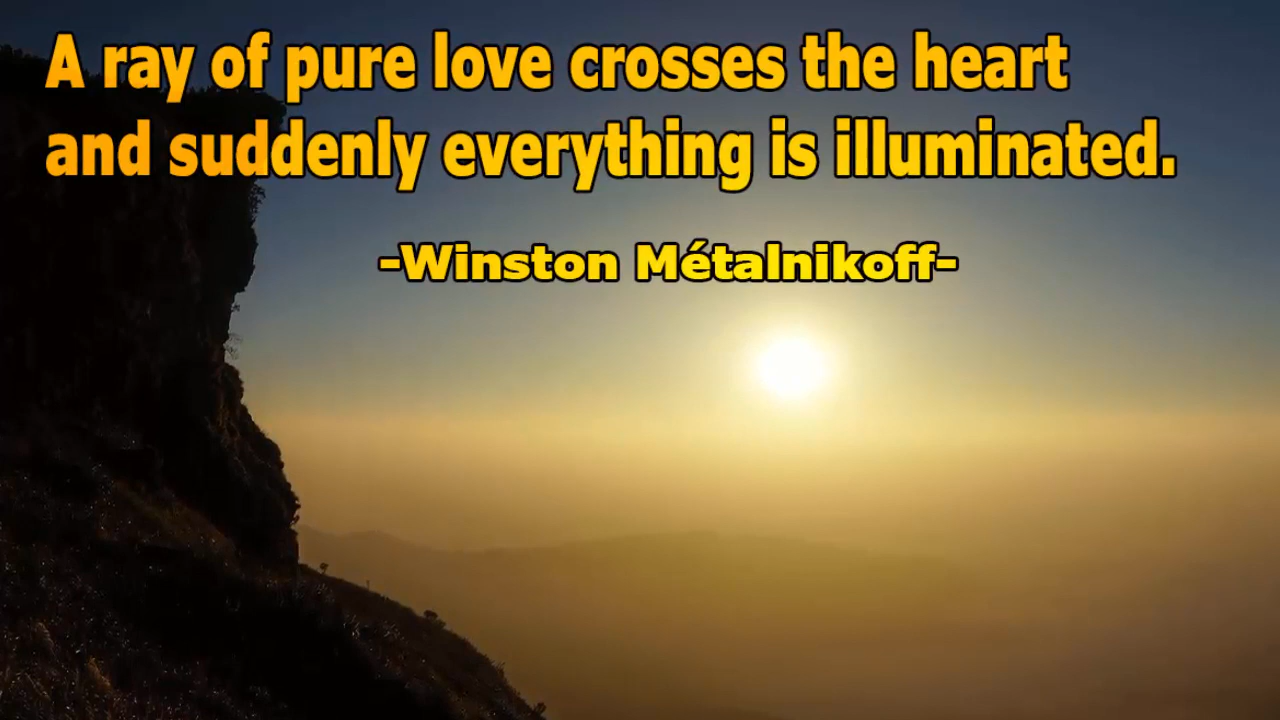 A ray of pure love crosses the heart
and suddenly everything is illuminated.
-Winston Métalnikoff-